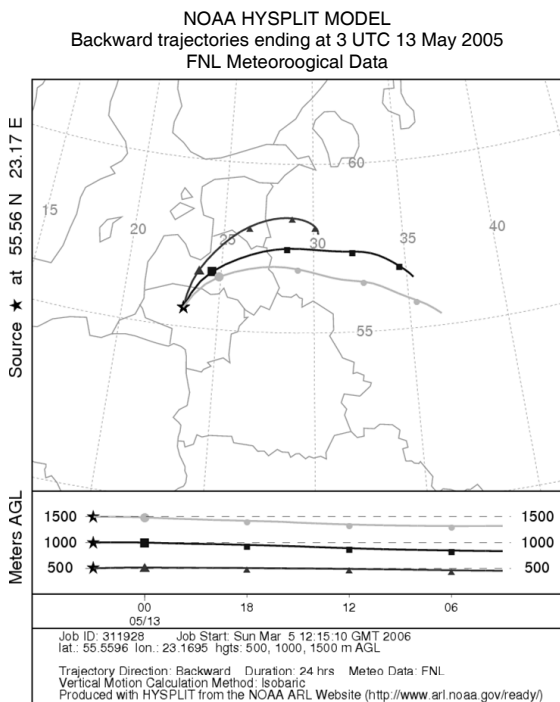 NOAA HYSPLIT MODEL
Backward trajectories ending at 3 UTC 13 May 2005
FNL Meteoroogical Data
Source ★ at 55.56 N 23.17 E
60
15
20
25
30
35
40
55
Meters AGL
1500 1500
1000 1000
500 500
00 18 12 06
05/13
Job ID: 311928 Job Start: Sun Mar 5 12:15:10 GMT 2006
lat.: 55.5596 lon.: 23.1695 hgts: 500, 1000, 1500 m AGL
Trajectory Direction: Backward Duration: 24 hrs Meteo Data: FNL
Vertical Motion Calculation Method: Isobaric
Produced with HYSPLIT from the NOAA ARL Website (http://www.arl.noaa.gov/ready/)